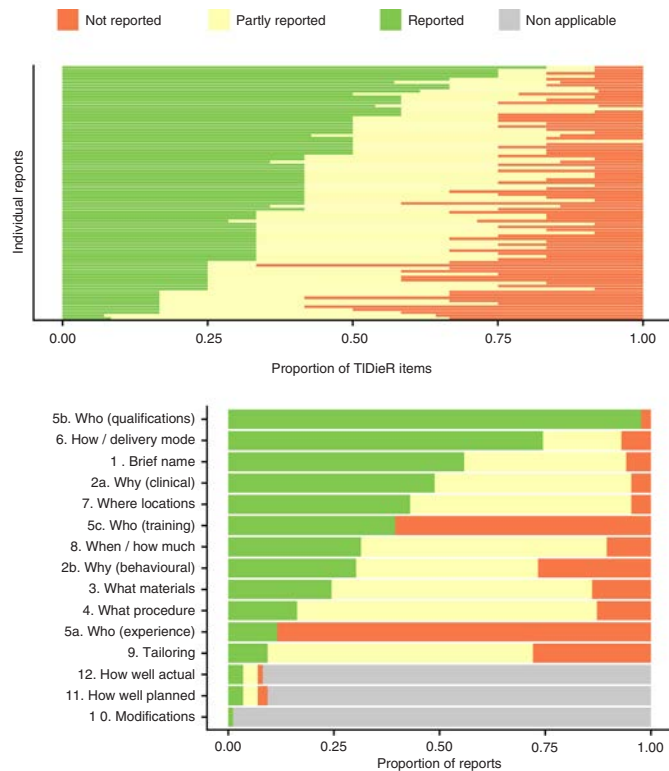 Not reported Partly reported Reported Non applicable
Individual reports
0.00 0.25 0.50 0.75 1.00
Proportion of TIDieR items
5b. Who (qualifications)
6. How / delivery mode
1 . Brief name
2a. Why (clinical)
7. Where locations
5c. Who (training)
8. When / how much
2b. Why (behavioural)
3. What materials
4. What procedure
5a. Who (experience)
9. Tailoring
12. How well actual
11. How well planned
1 0. Modifications
0.00 0.25 0.50 0.75 1.00
Proportion of reports